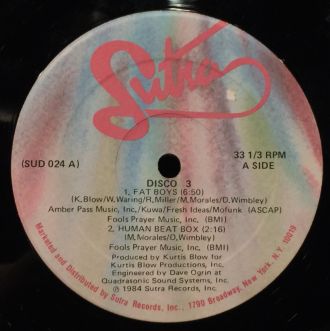 Sutra
(SUD 024 A)
33 1/3 RPM
A SIDE
DISCO 3
1. FAT BOYS (6:50)
(K.Blow/W.Waring/R.Miller/M.Morales/D.Wimbley)
Amber Pass Music, Inc./Kuwa/Fresh Ideas/Mofunk (ASCAP)
Fools Prayer Music, Inc. (BMI)
2. HUMAN BEAT BOX (2:16)
(M.Morales/D.Wimbley)
Fools Prayer Music, Inc. (BMI)
Produced by Kurtis Blow for
Kurtis Blow Productions, Inc.
Engineered by Dave Ogrin at
Quadrasonic Sound Systems, Inc.
℗ 1984 Sutra Records, Inc.
Marketed and Distributed by Sutra Records, Inc., 1790 Broadway, New York, N.Y. 10019